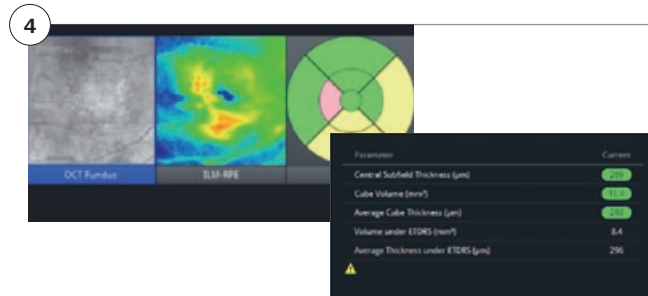 4
OCT Fundus
ILM-RPE
Parameter Current
Central Subfield Thickness (µm)
Cube Volume (mm³)
Average Cube Thickness (µm)
Volume under ETDRS (mm³) 8.4
Average Thickness under ETDRS (µm) 296